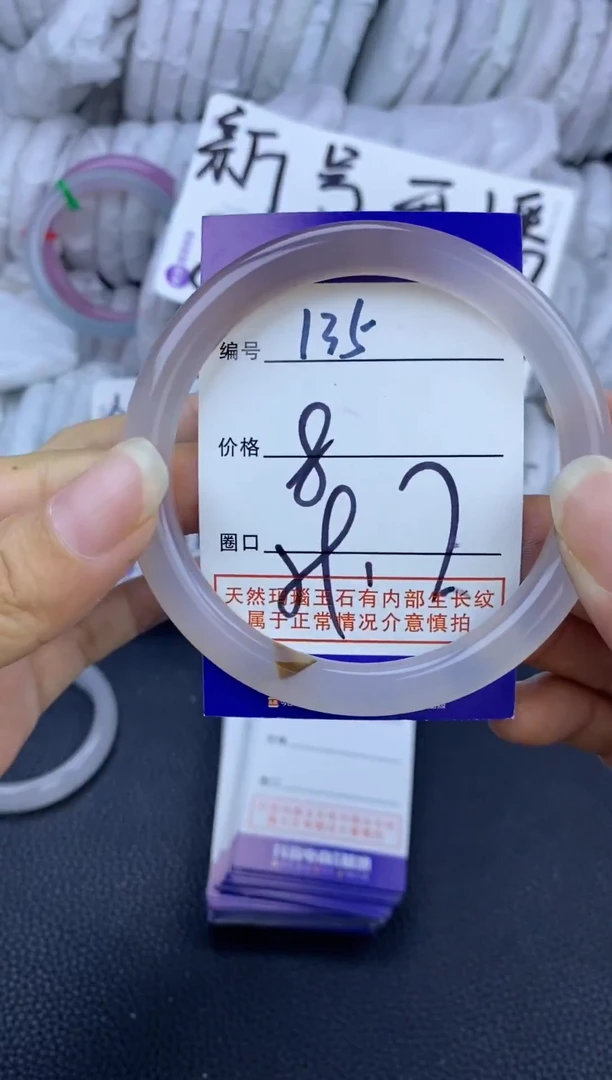 新号
编号 135
价格 8
圈口
天然玛瑙玉石有内部生长纹
属于正常情况介意慎拍